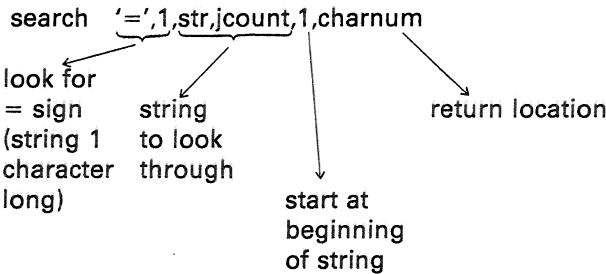 search '=',1,str,jcount,1,charnum
look for
= sign
(string 1
character
long)
string
to look
through
start at
beginning
of string
return location